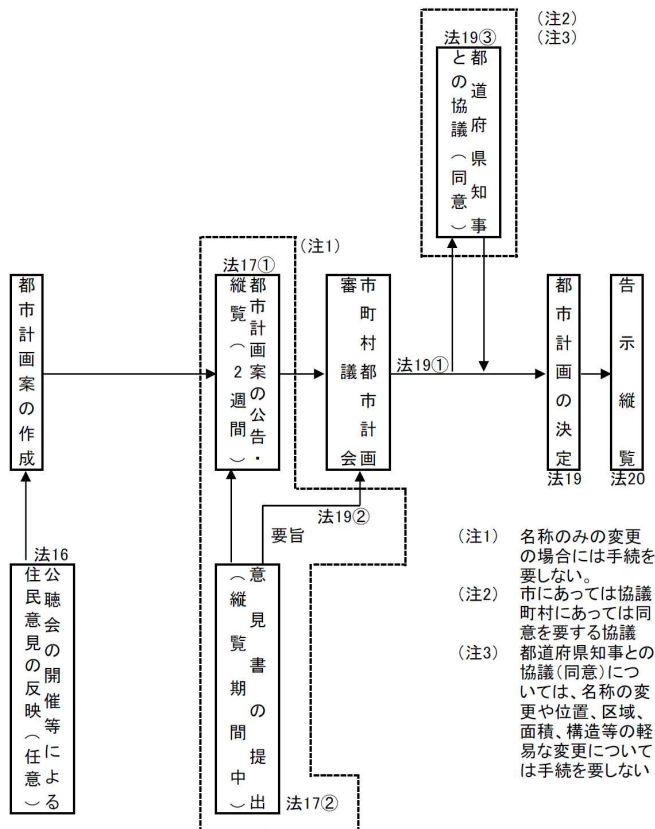 (注2)
(注3)
法19③
都道府県知事
との協議(同意)
(注1)
法17①
都市計画案の作成
都市計画案の公告・
縦覧(2週間)
市町村都市計画
審議会
法19①
都市計画の決定
法19
告示縦覧
法20
法19②
要旨
法16
公聴会の開催等による
住民意見の反映(任意)
意見書の提出
(縦覧期間中)
法17②
(注1) 名称のみの変更
の場合には手続を
要しない。
(注2) 市にあっては協議
町村にあっては同
意を要する協議
(注3) 都道府県知事との
協議(同意)につ
いては、名称の変
更や位置、区域、
面積、構造等の軽
易な変更について
は手続を要しない